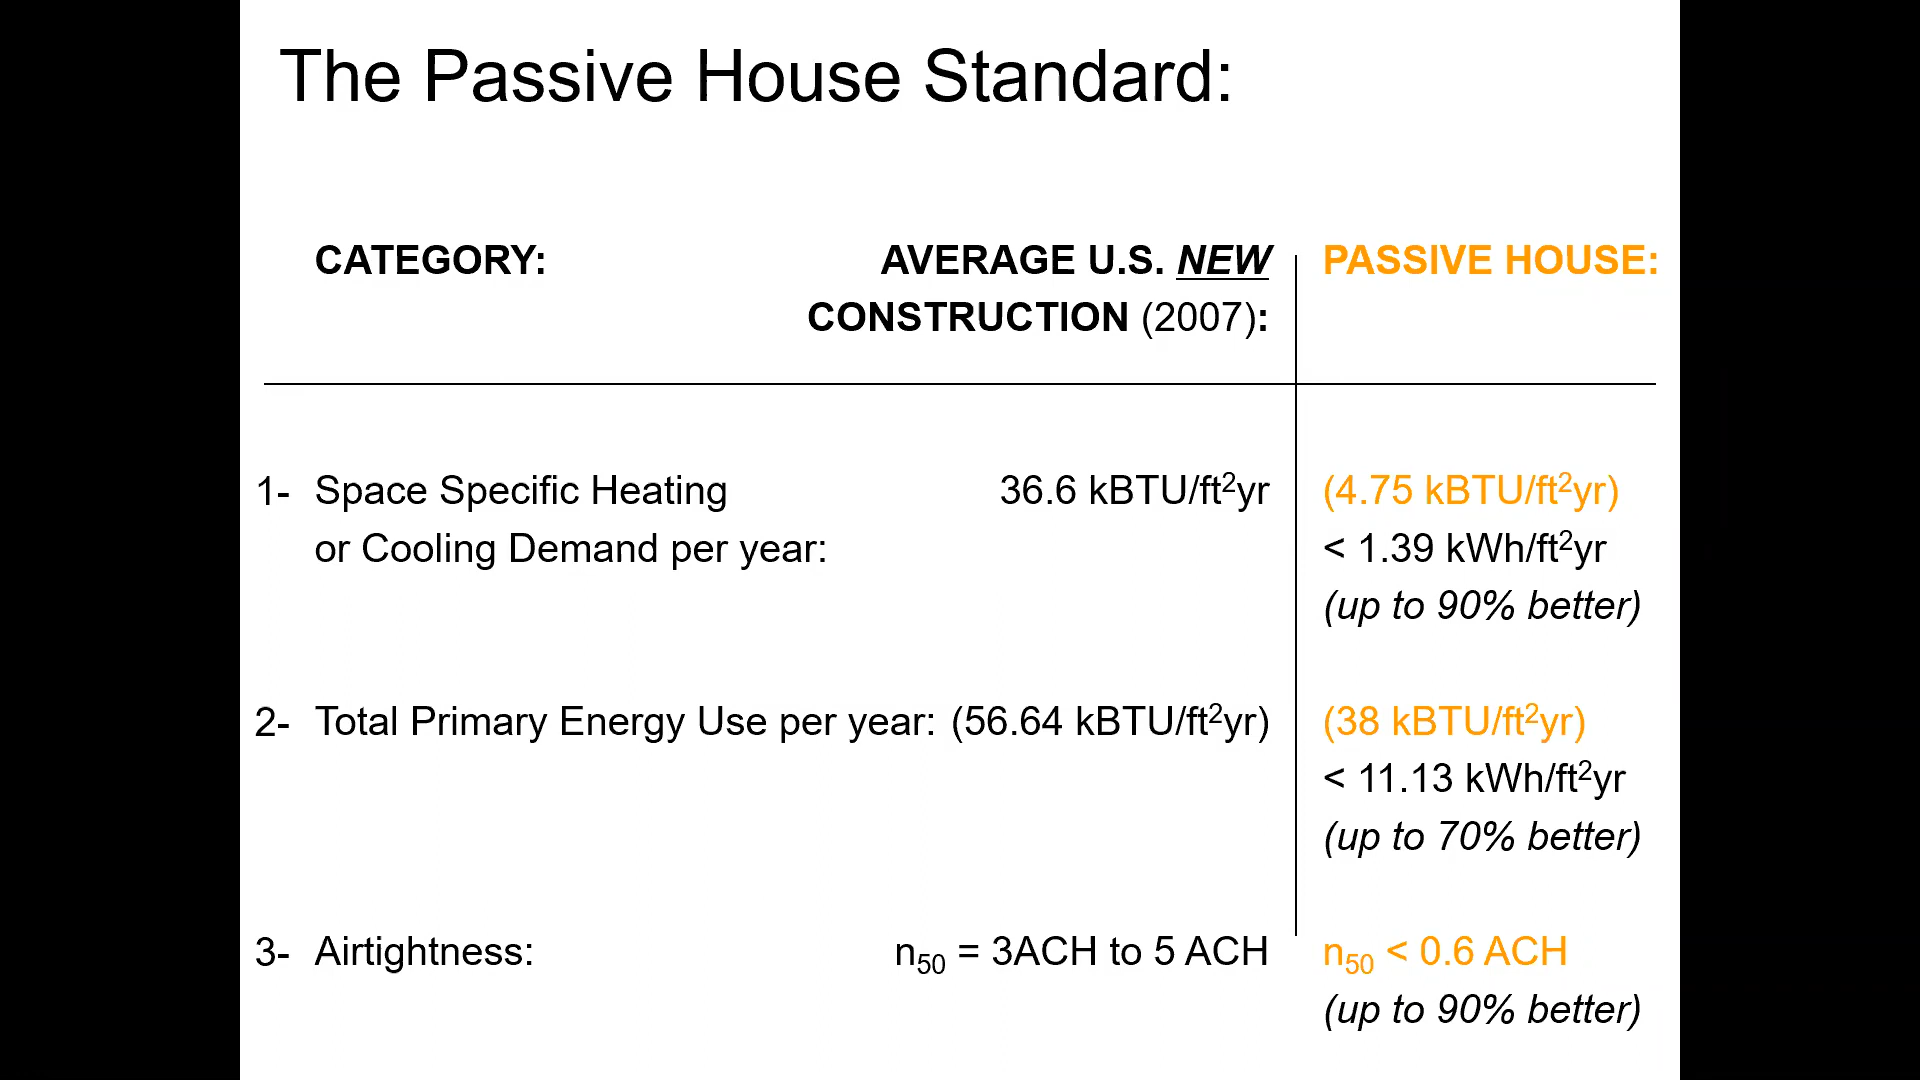 The Passive House Standard:
CATEGORY: AVERAGE U.S. NEW PASSIVE HOUSE:
CONSTRUCTION (2007):
1- Space Specific Heating 36.6 kBTU/ft²yr (4.75 kBTU/ft²yr)
or Cooling Demand per year: < 1.39 kWh/ft²yr
(up to 90% better)
2- Total Primary Energy Use per year: (56.64 kBTU/ft²yr) (38 kBTU/ft²yr)
< 11.13 kWh/ft²yr
(up to 70% better)
3- Airtightness: n₅₀ = 3ACH to 5 ACH n₅₀ < 0.6 ACH
(up to 90% better)